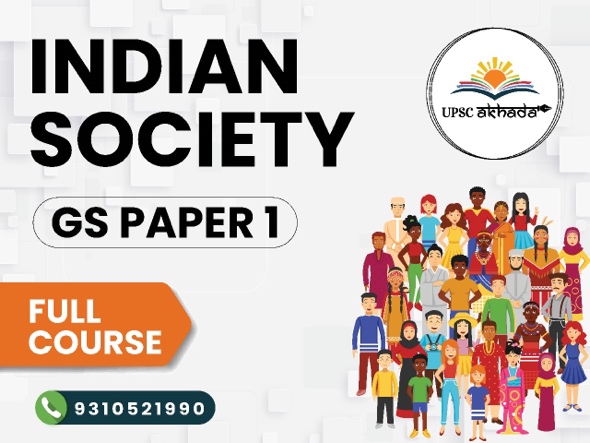 INDIAN
SOCIETY
GS PAPER 1
UPSC akhada
FULL
COURSE
9310521990